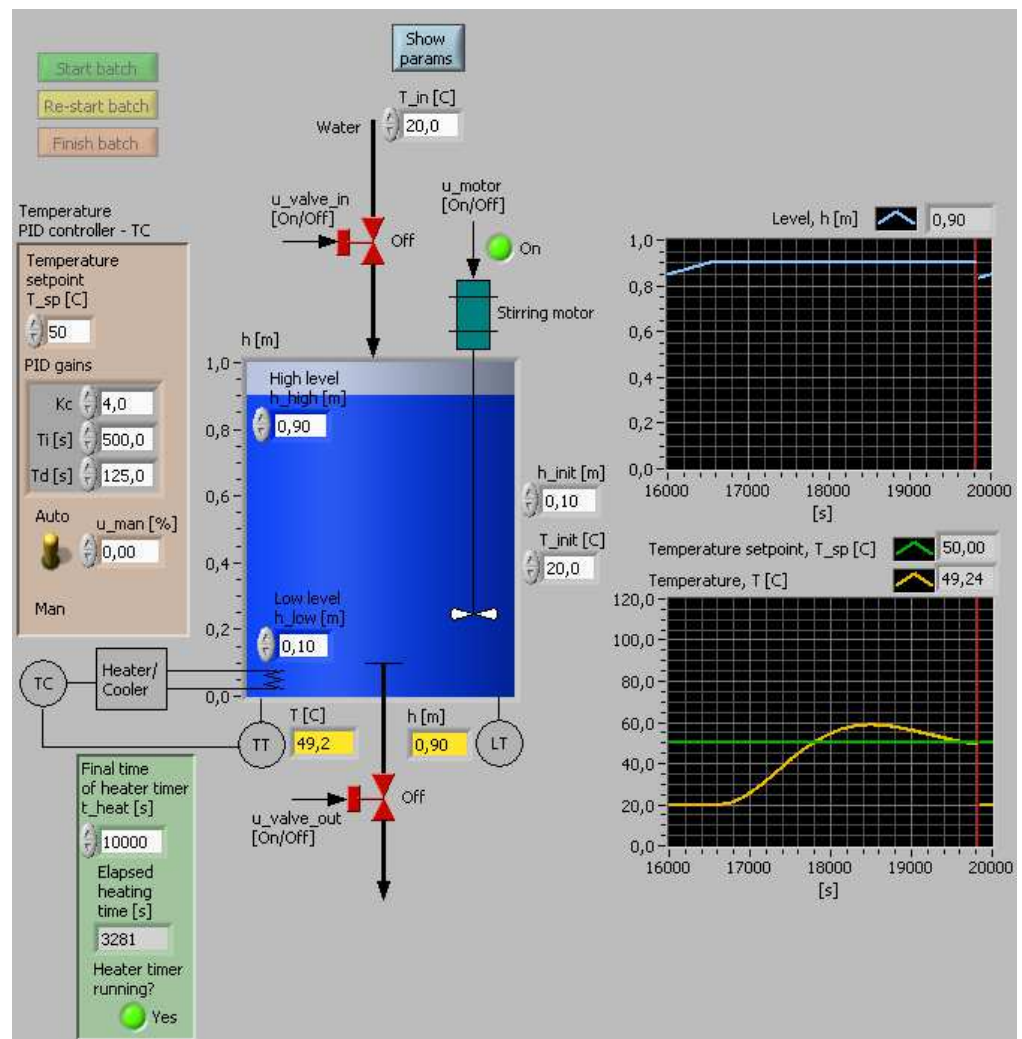 Show
params
Start batch
Re-start batch
Finish batch
T_in [C]
Water
20,0
u_valve_in
[On/Off]
Off
u_motor
[On/Off]
On
Stirring motor
Temperature
PID controller - TC
Temperature
setpoint
T_sp [C]
50
PID gains
Kc 4,0
Ti [s] 500,0
Td [s] 125,0
Auto
u_man [%]
0,00
Man
h [m]
1,0
0,8
0,6
0,4
0,2
0,0
High level
h_high [m]
0,90
Low level
h_low [m]
0,10
h_init [m]
0,10
T_init [C]
20,0
TC
Heater/
Cooler
TT
T [C]
49,2
h [m]
0,90
LT
u_valve_out
[On/Off]
Off
Final time
of heater timer
t_heat [s]
10000
Elapsed
heating
time [s]
3281
Heater timer
running?
Yes
Level, h [m] 0,90
1,0
0,8
0,6
0,4
0,2
0,0
16000 17000 18000 19000 20000
[s]
Temperature setpoint, T_sp [C] 50,00
Temperature, T [C] 49,24
120,0
100,0
80,0
60,0
40,0
20,0
0,0
16000 17000 18000 19000 20000
[s]